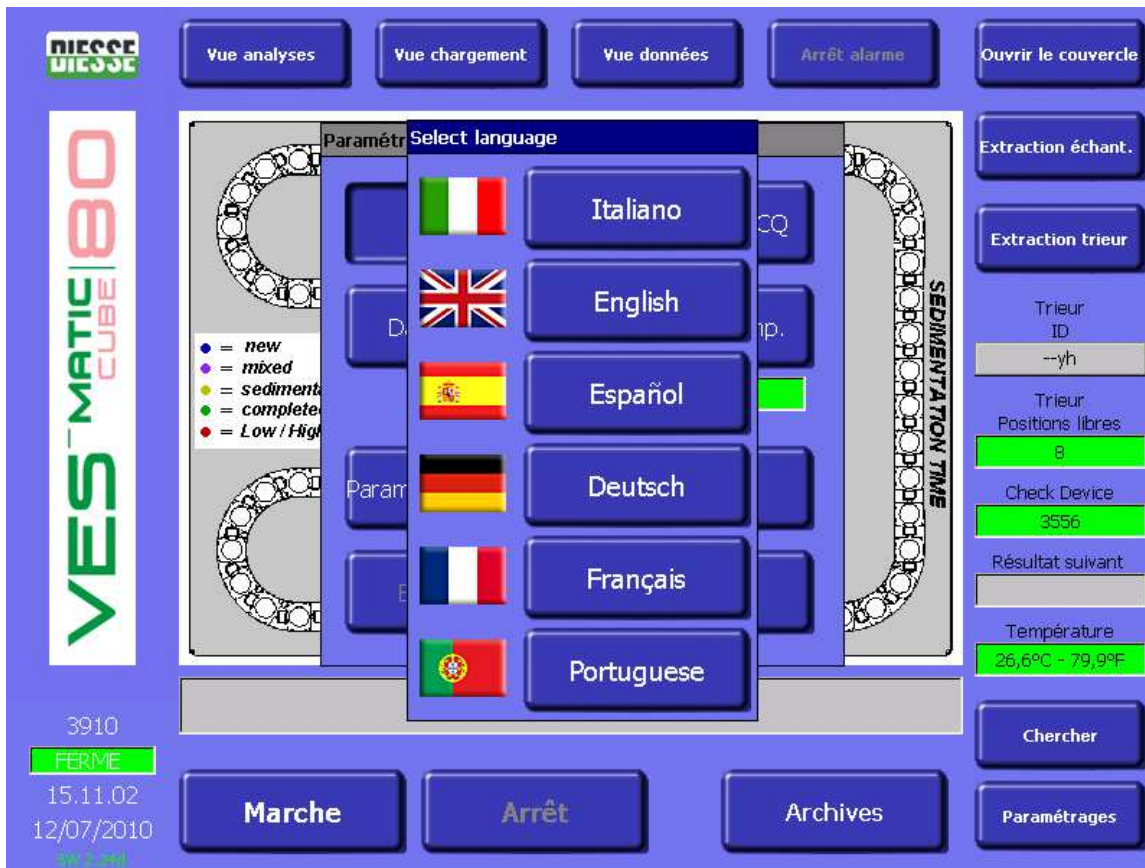 DIESSE
Vue analyses
Vue chargement
Vue données
Arrêt alarme
Ouvrir le couvercle
VES-MATIC CUBE 80
Paramétr
Select language
Italiano
English
Español
Deutsch
Français
Portuguese
CQ
Param
= new
= mixed
= sedimenta
= complete
= Low / High
SEDIMENTATION TIME
Extraction échant.
Extraction trieur
Trieur
ID
--yh
Trieur
Positions libres
8
Check Device
3556
Résultat suivant
Température
26,6ºC - 79,9ºF
Chercher
Paramétrages
3910
FERME
15.11.02
12/07/2010
SW 2.24d
Marche
Arrêt
Archives